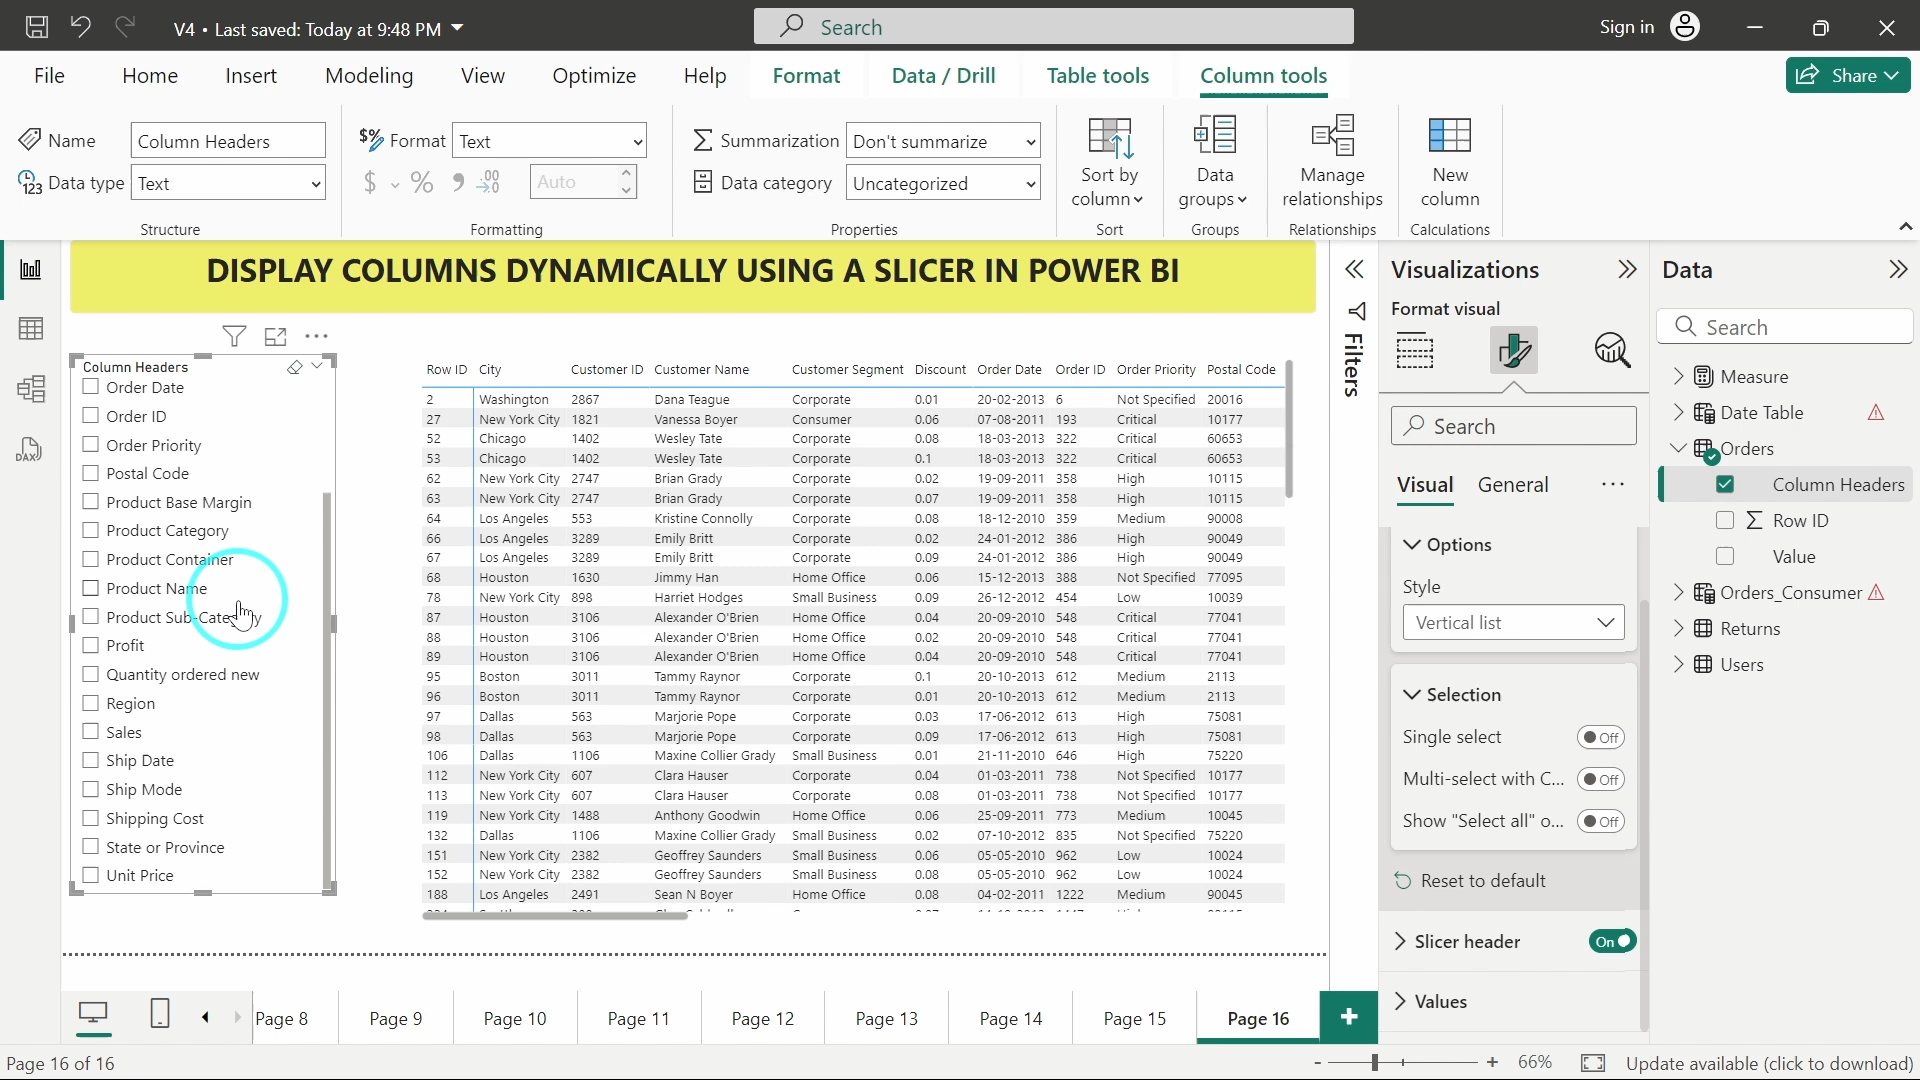 V4 • Last saved: Today at 9:48 PM
Search
Sign in
File Home Insert Modeling View Optimize Help Format Data / Drill Table tools Column tools
Share
Name Column Headers
Data type Text
Structure
Format Text
$ % Auto
Formatting
Summarization Don't summarize
Data category Uncategorized
Properties
Sort by column
Sort
Data groups
Groups
Manage relationships
Relationships
New column
Calculations
DISPLAY COLUMNS DYNAMICALLY USING A SLICER IN POWER BI
Column Headers
Order Date
Order ID
Order Priority
Postal Code
Product Base Margin
Product Category
Product Container
Product Name
Product Sub-Category
Profit
Quantity ordered new
Region
Sales
Ship Date
Ship Mode
Shipping Cost
State or Province
Unit Price
Row ID City Customer ID Customer Name Customer Segment Discount Order Date Order ID Order Priority Postal Code
2 Washington 2867 Dana Teague Corporate 0.01 20-02-2013 6 Not Specified 20016
27 New York City 1821 Vanessa Boyer Consumer 0.06 07-08-2011 193 Critical 10177
52 Chicago 1402 Wesley Tate Corporate 0.08 18-03-2013 322 Critical 60653
53 Chicago 1402 Wesley Tate Corporate 0.1 18-03-2013 322 Critical 60653
62 New York City 2747 Brian Grady Corporate 0.02 19-09-2011 358 High 10115
63 New York City 2747 Brian Grady Corporate 0.07 19-09-2011 358 High 10115
64 Los Angeles 553 Kristine Connolly Corporate 0.08 18-12-2010 359 Medium 90008
66 Los Angeles 3289 Emily Britt Corporate 0.02 24-01-2012 386 High 90049
67 Los Angeles 3289 Emily Britt Corporate 0.09 24-01-2012 386 High 90049
68 Houston 1630 Jimmy Han Home Office 0.06 15-12-2013 388 Not Specified 77095
78 New York City 898 Harriet Hodges Small Business 0.09 26-12-2012 454 Low 10039
87 Houston 3106 Alexander O'Brien Home Office 0.04 20-09-2010 548 Critical 77041
88 Houston 3106 Alexander O'Brien Home Office 0.02 20-09-2010 548 Critical 77041
89 Houston 3106 Alexander O'Brien Home Office 0.04 20-09-2010 548 Critical 77041
95 Boston 3011 Tammy Raynor Corporate 0.1 20-10-2013 612 Medium 2113
96 Boston 3011 Tammy Raynor Corporate 0.01 20-10-2013 612 Medium 2113
97 Dallas 563 Marjorie Pope Corporate 0.03 17-06-2012 613 High 75081
98 Dallas 563 Marjorie Pope Corporate 0.09 17-06-2012 613 High 75081
106 Dallas 1106 Maxine Collier Grady Small Business 0.01 21-11-2010 646 High 75220
112 New York City 607 Clara Hauser Corporate 0.04 01-03-2011 738 Not Specified 10177
113 New York City 607 Clara Hauser Corporate 0.08 01-03-2011 738 Not Specified 10177
119 New York City 1488 Anthony Goodwin Home Office 0.06 25-09-2011 773 Medium 10045
132 Dallas 1106 Maxine Collier Grady Small Business 0.02 07-10-2012 835 Not Specified 75220
151 New York City 2382 Geoffrey Saunders Small Business 0.06 05-05-2010 962 Low 10024
152 New York City 2382 Geoffrey Saunders Small Business 0.08 05-05-2010 962 Low 10024
188 Los Angeles 2491 Sean N Boyer Home Office 0.08 04-02-2011 1222 Medium 90045
Filters
Visualizations
Format visual
Search
Visual General ...
Options
Style
Vertical list
Selection
Single select Off
Multi-select with C... Off
Show "Select all" o... Off
Reset to default
Slicer header On
Values
Data
Search
Measure
Date Table
Orders
Column Headers
Row ID
Value
Orders_Consumer
Returns
Users
DAX
Page 8 Page 9 Page 10 Page 11 Page 12 Page 13 Page 14 Page 15 Page 16 +
Page 16 of 16
- + 66%
Update available (click to download)